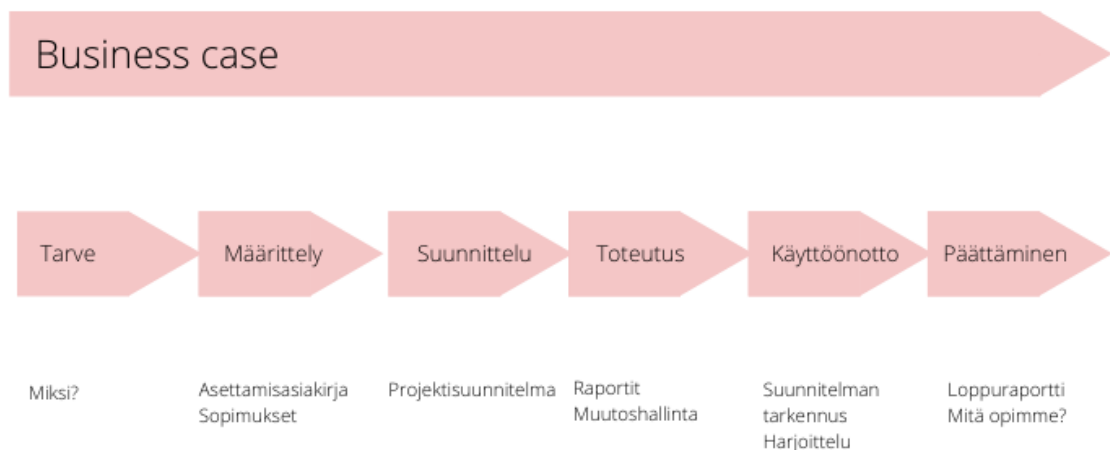 Business case
Tarve
Määrittely
Suunnittelu
Toteutus
Käyttöönotto
Päättäminen
Miksi?
Asettamisasiakirja
Sopimukset
Projektisuunnitelma
Raportit
Muutoshallinta
Suunnitelman
tarkennus
Harjoittelu
Loppuraportti
Mitä opimme?